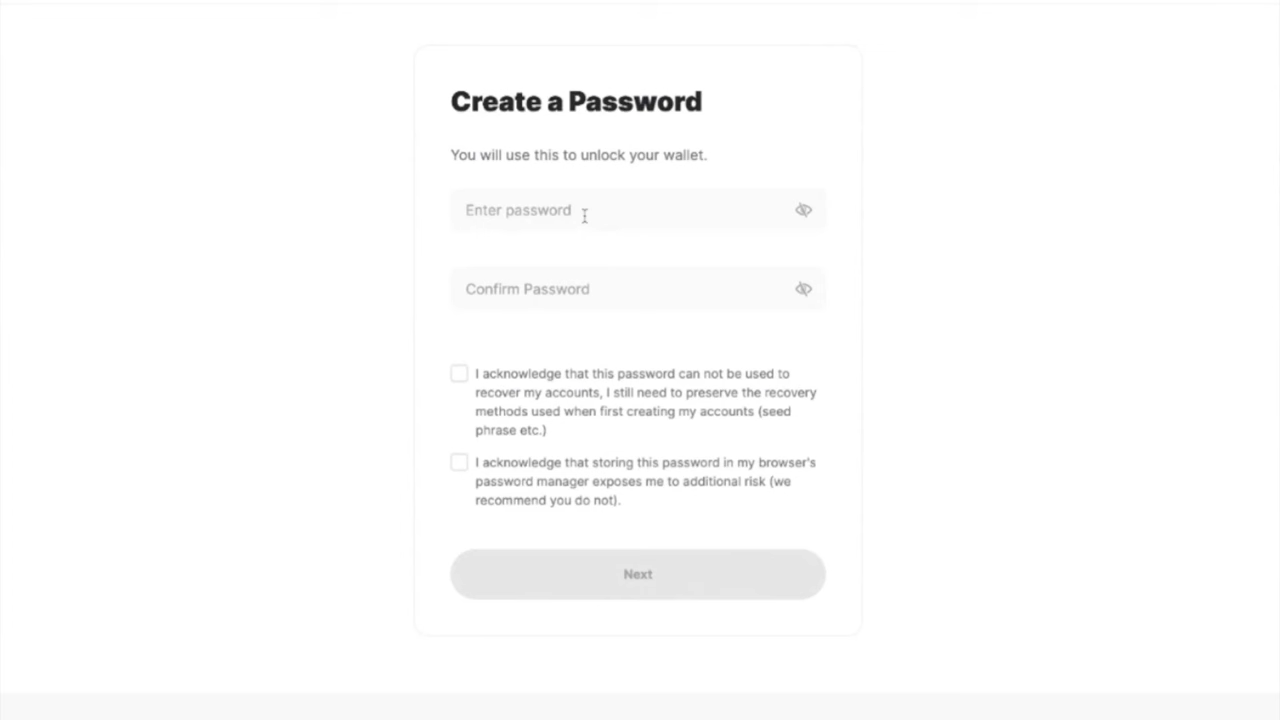 Create a Password
You will use this to unlock your wallet.
Enter password
Confirm Password
I acknowledge that this password can not be used to
recover my accounts, I still need to preserve the recovery
methods used when first creating my accounts (seed
phrase etc.)
I acknowledge that storing this password in my browser's
password manager exposes me to additional risk (we
recommend you do not).
Next